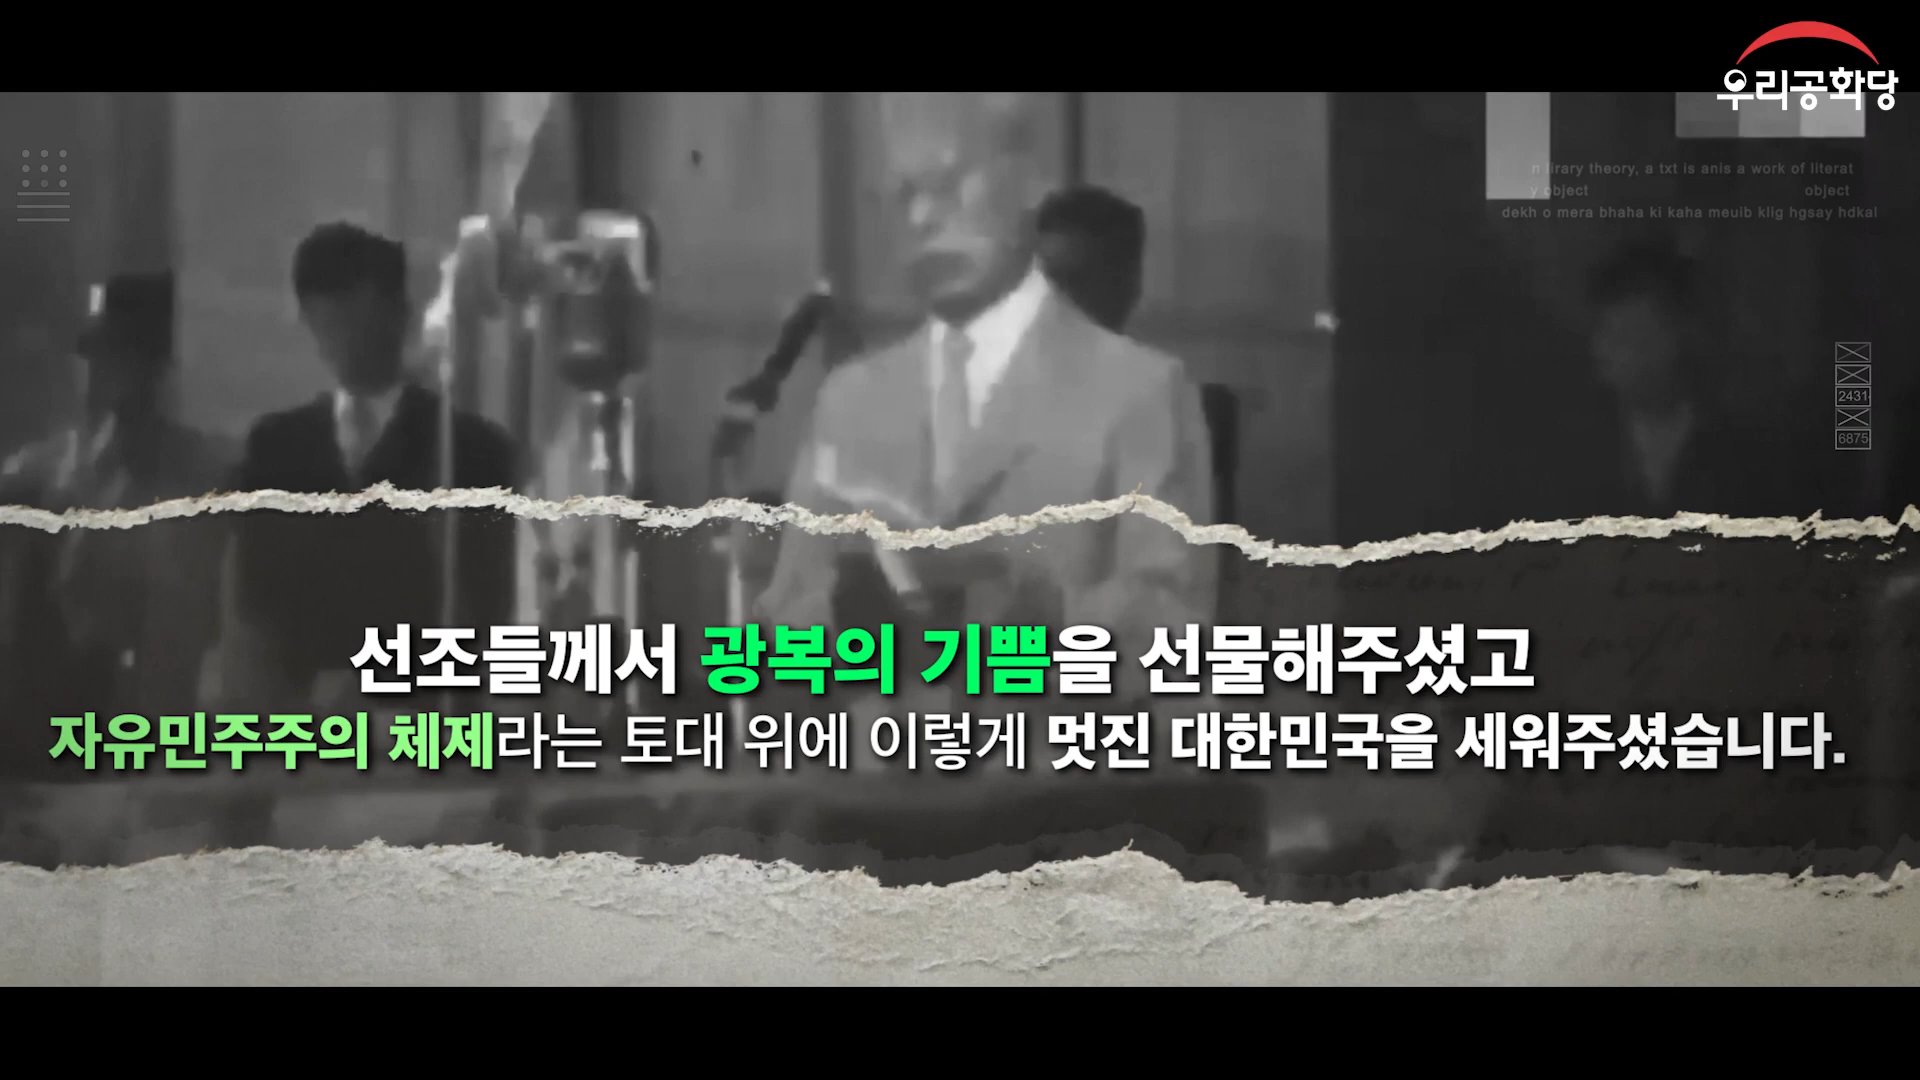 우리공화당
n lirary theory, a txt is anis a work of literat
y object object
dekh o mera bhaha ki kaha meuib klig hgsay hdkal
2431
6875
선조들께서 광복의 기쁨을 선물해주셨고
자유민주주의 체제라는 토대 위에 이렇게 멋진 대한민국을 세워주셨습니다.